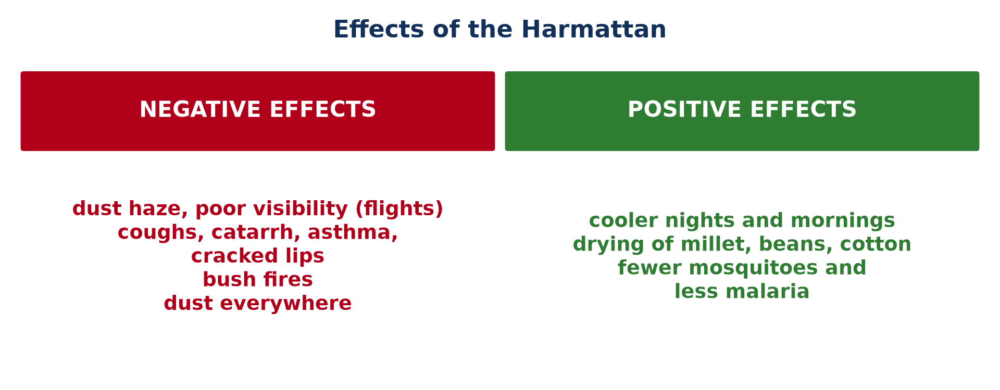 Effects of the Harmattan
NEGATIVE EFFECTS
dust haze, poor visibility (flights)
coughs, catarrh, asthma,
cracked lips
bush fires
dust everywhere
POSITIVE EFFECTS
cooler nights and mornings
drying of millet, beans, cotton
fewer mosquitoes and
less malaria